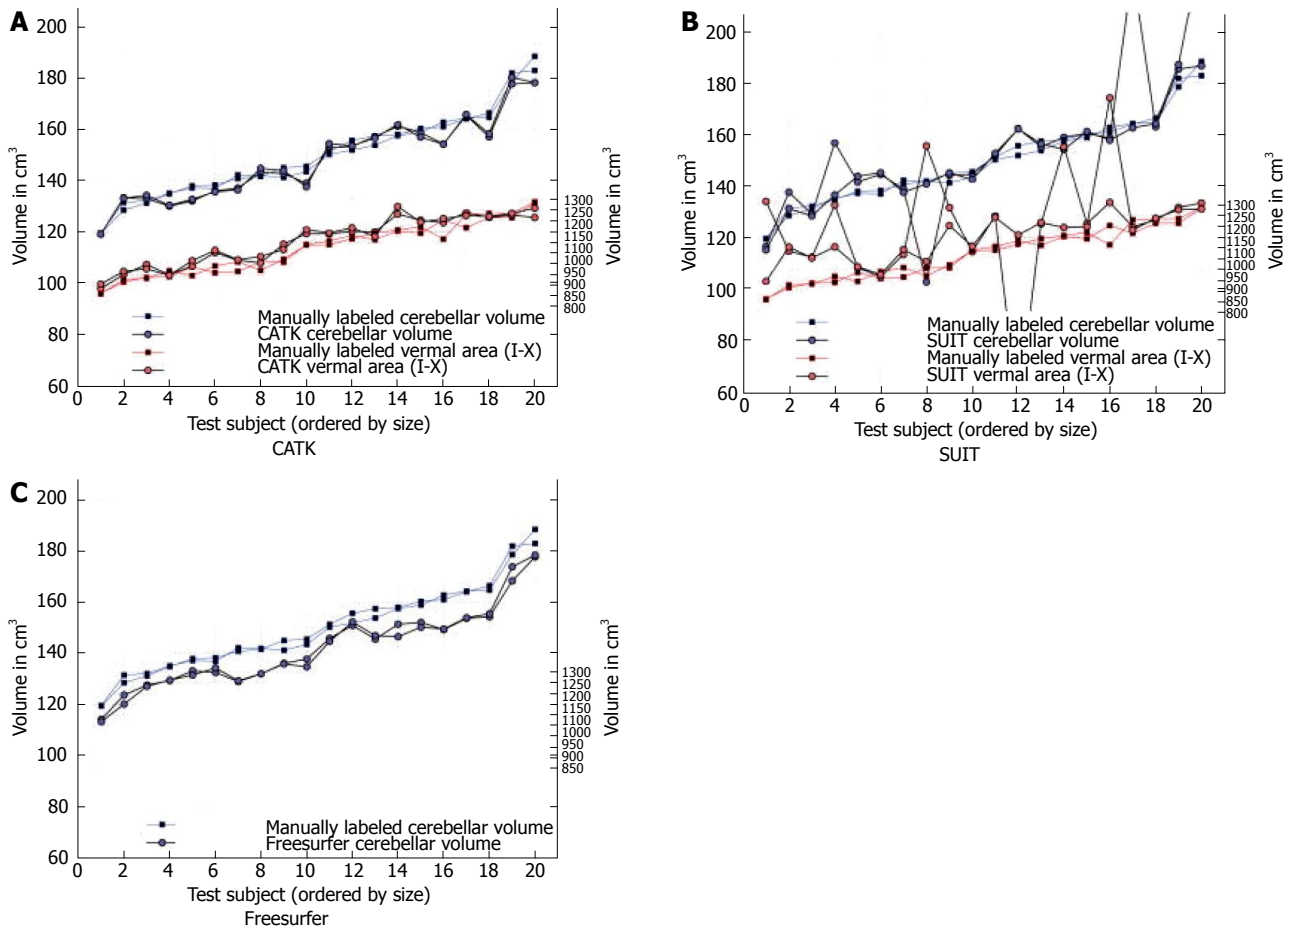 A
200
180
160
140
120
100
80
60
Volume in cm³
1300
1250
1200
1150
1100
1000
950
900
850
800
Volume in cm³
Manually labeled cerebellar volume
CATK cerebellar volume
Manually labeled vermal area (I-X)
CATK vermal area (I-X)
0 2 4 6 8 10 12 14 16 18 20
Test subject (ordered by size)
CATK
B
200
180
160
140
120
100
80
60
Volume in cm³
1300
1250
1200
1150
1100
1000
950
900
850
800
Volume in cm³
Manually labeled cerebellar volume
SUIT cerebellar volume
Manually labeled vermal area (I-X)
SUIT vermal area (I-X)
0 2 4 6 8 10 12 14 16 18 20
Test subject (ordered by size)
SUIT
C
200
180
160
140
120
100
80
60
Volume in cm³
1300
1250
1200
1150
1100
1000
950
900
850
Volume in cm³
Manually labeled cerebellar volume
Freesurfer cerebellar volume
0 2 4 6 8 10 12 14 16 18 20
Test subject (ordered by size)
Freesurfer